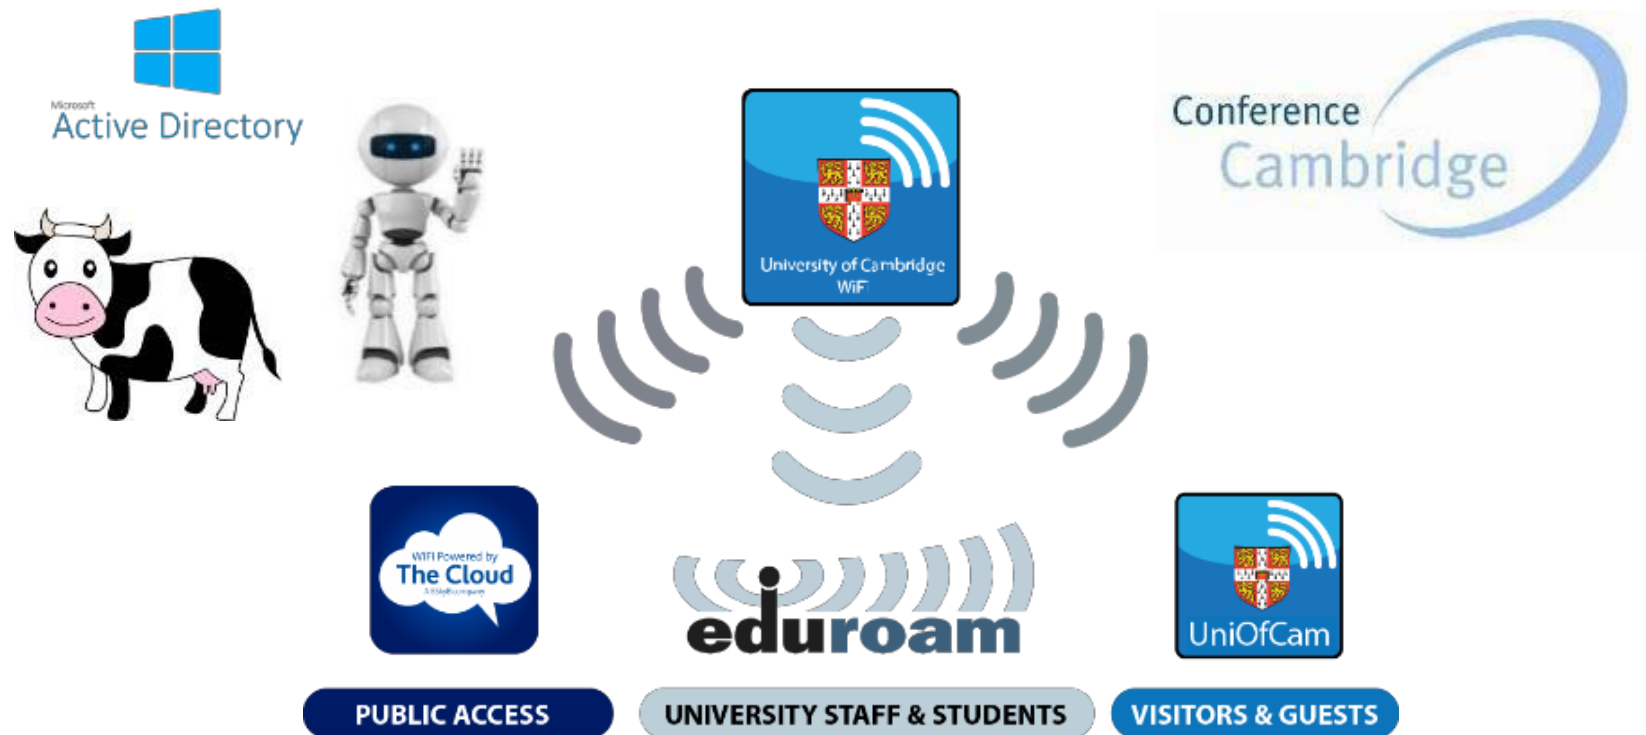 Microsoft
Active Directory
Conference
Cambridge
University of Cambridge
WiFi
WIFI Powered by
The Cloud
eduroam
UniOfCam
PUBLIC ACCESS
UNIVERSITY STAFF & STUDENTS
VISITORS & GUESTS